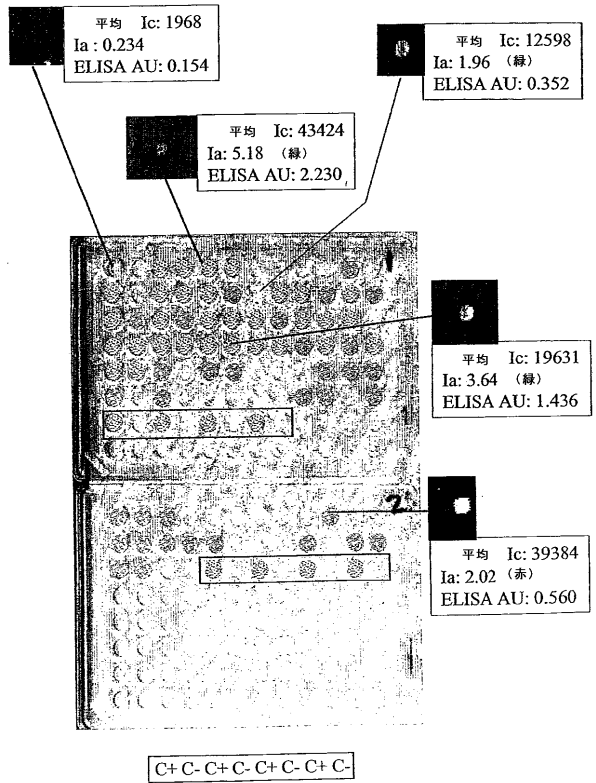 平均 Ic: 1968
Ia : 0.234
ELISA AU: 0.154
平均 Ic: 12598
Ia: 1.96 (緑)
ELISA AU: 0.352
平均 Ic: 43424
Ia: 5.18 (緑)
ELISA AU: 2.230
平均 Ic: 19631
Ia: 3.64 (緑)
ELISA AU: 1.436
2
平均 Ic: 39384
Ia: 2.02 (赤)
ELISA AU: 0.560
C+ C- C+ C- C+ C- C+ C-